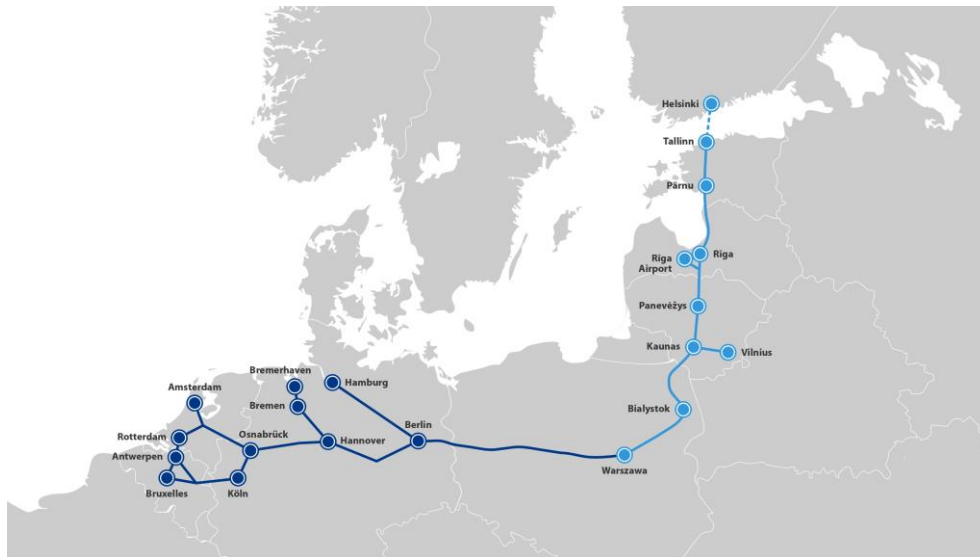 Helsinki
Tallinn
Pärnu
Riga
Riga
Airport
Panevėžys
Kaunas
Vilnius
Bialystok
Bremerhaven
Hamburg
Amsterdam
Bremen
Rotterdam
Osnabrück
Hannover
Berlin
Antwerpen
Warszawa
Bruxelles
Köln